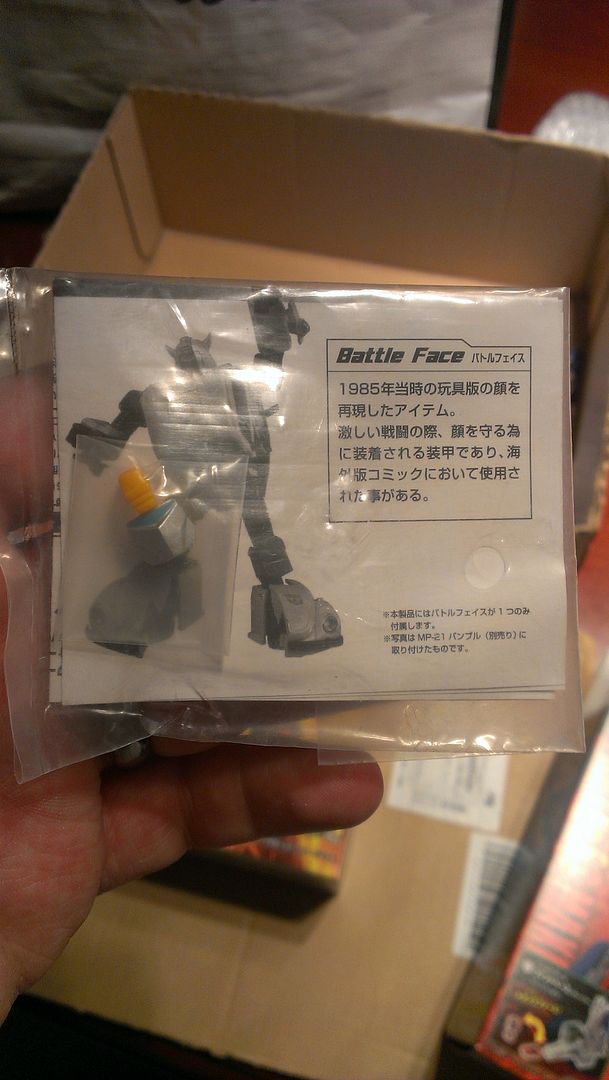 Battle Face バトルフェイス
1985年当時の玩具版の顔を
再現したアイテム。
激しい戦闘の際、顔を守る為
に装着される装甲であり、海
外版コミックにおいて使用さ
れた事がある。
※本製品にはバトルフェイスが1つのみ
付属します。
※写真は MP-21 バンブル（別売り）に
取り付けたものです。